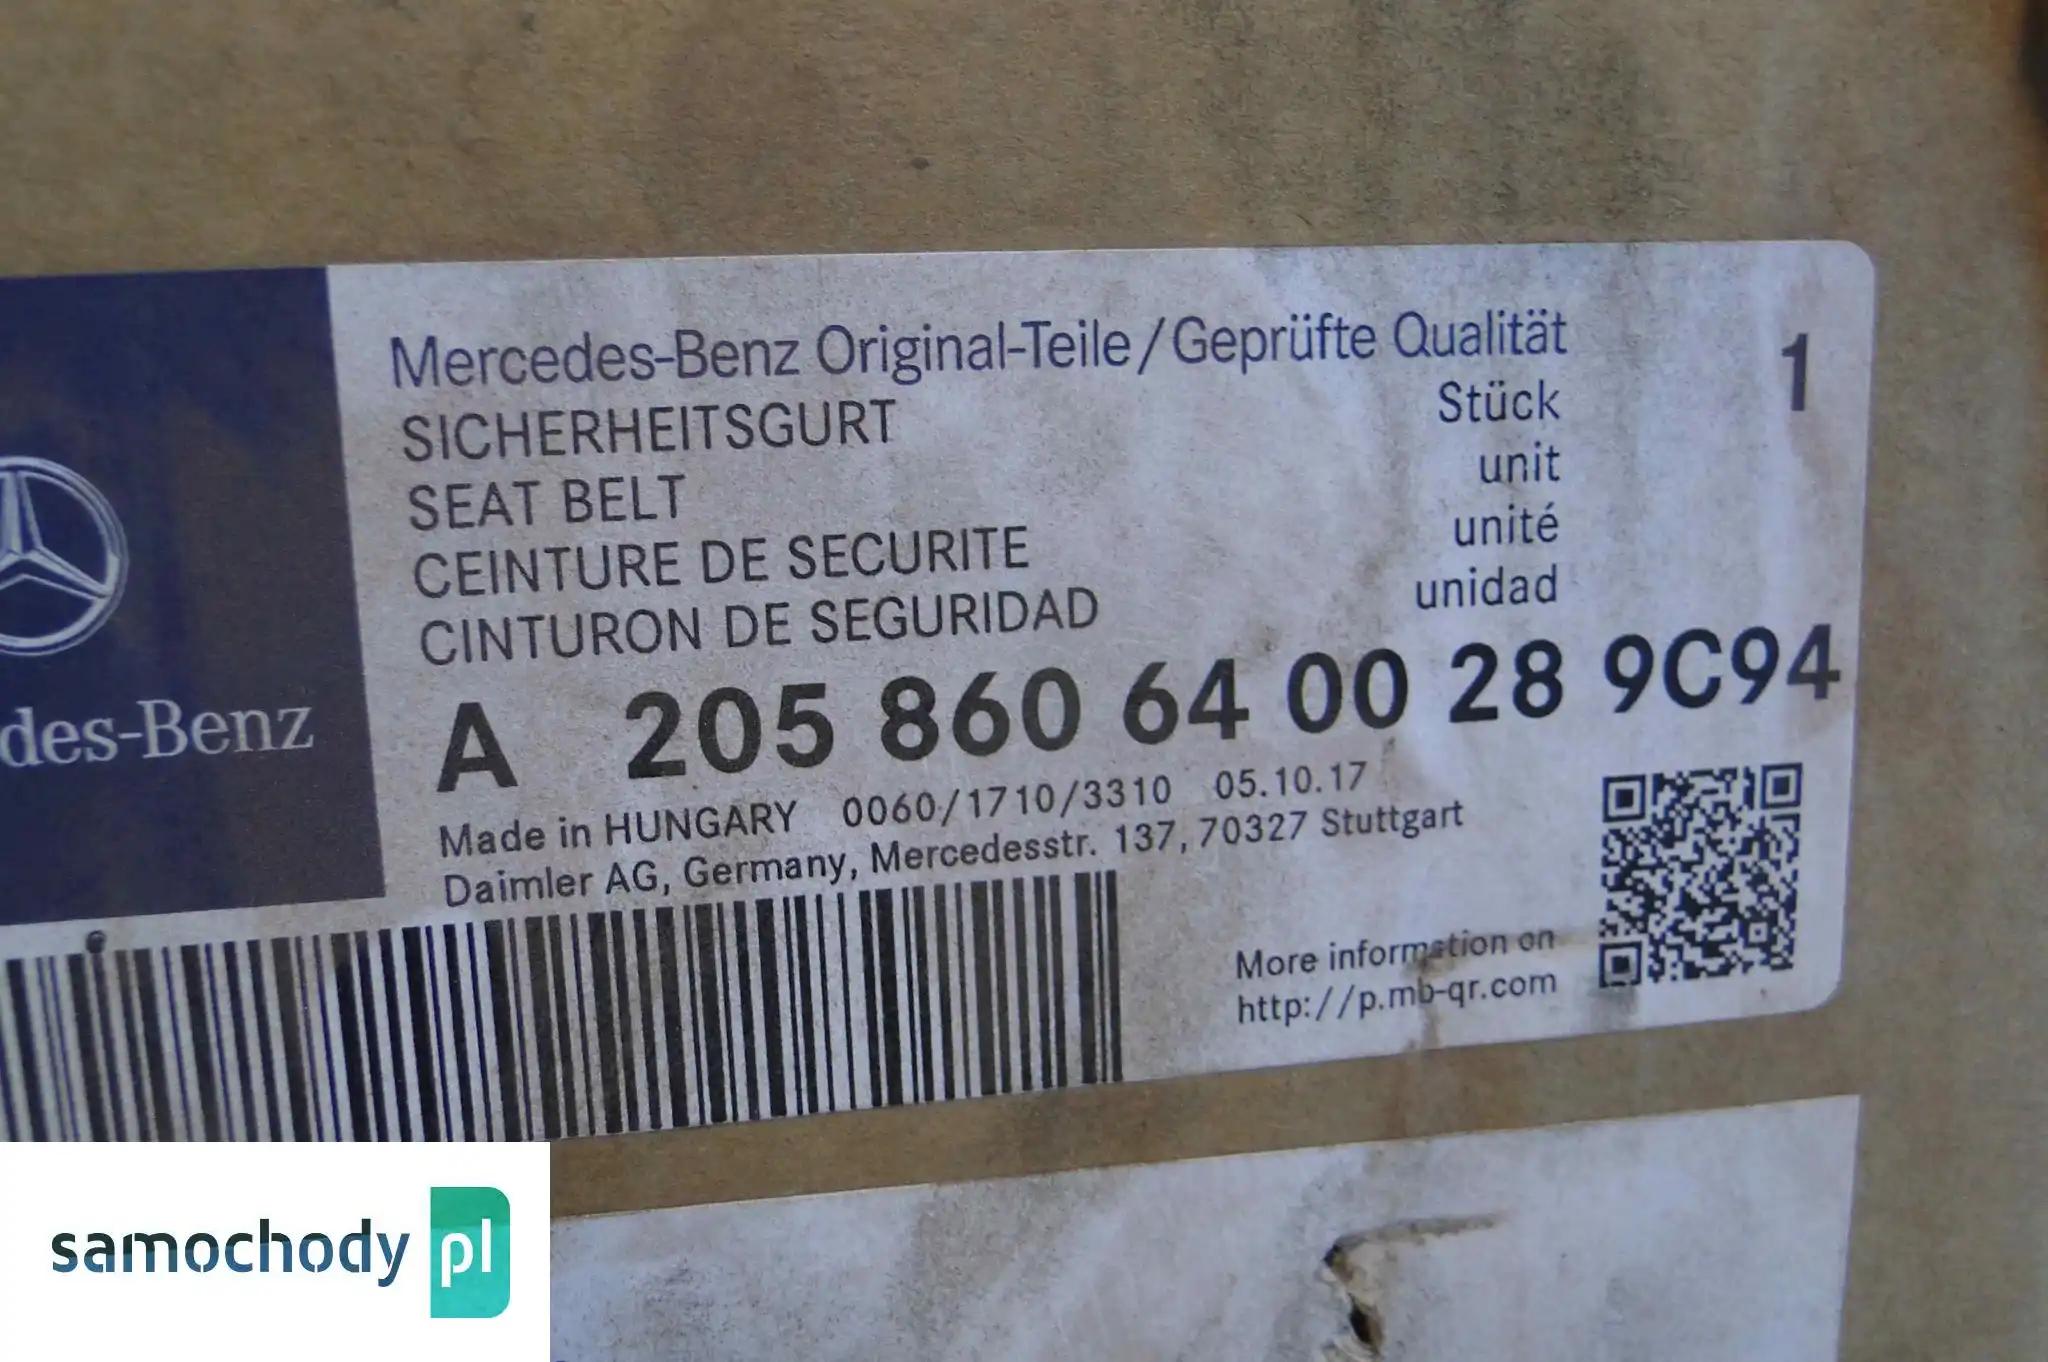 Mercedes-Benz Original-Teile/Geprüfte Qualität
SICHERHEITSGURT
SEAT BELT
CEINTURE DE SECURITE
CINTURON DE SEGURIDAD
Stück 1
unit
unité
unidad
A 205 860 64 00 28 9C94
Made in HUNGARY 0060/1710/3310 05.10.17
Daimler AG, Germany, Mercedesstr. 137, 70327 Stuttgart
More information on
http://p.mb-qr.com
des-Benz
samochody pl